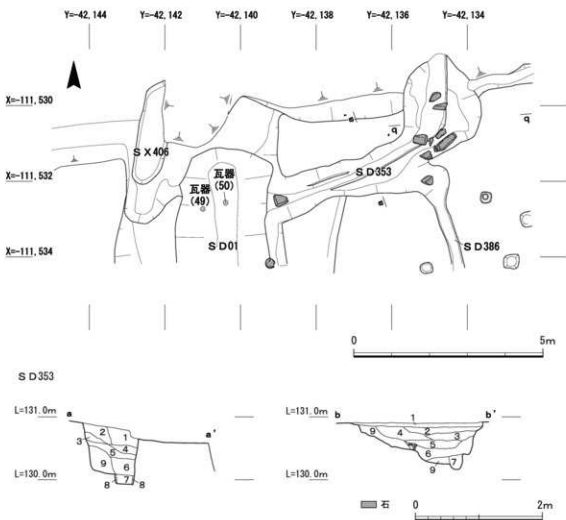 Y=-42,144 Y=-42,142 Y=-42,140 Y=-42,138 Y=-42,136 Y=-42,134
X=-111,530
a' q'
q
SX406
X=-111,532
瓦器
(50)
瓦器
(49)
SD353
a
SD01
SD386
X=-111,534
0 5m
SD353
L=131.0m a a'
L=130.0m
2 1
3 4
5
9 6
8 7 8
L=131.0m b b'
L=130.0m
1
9 4 2 3
5
6
9 7
石
0 2m